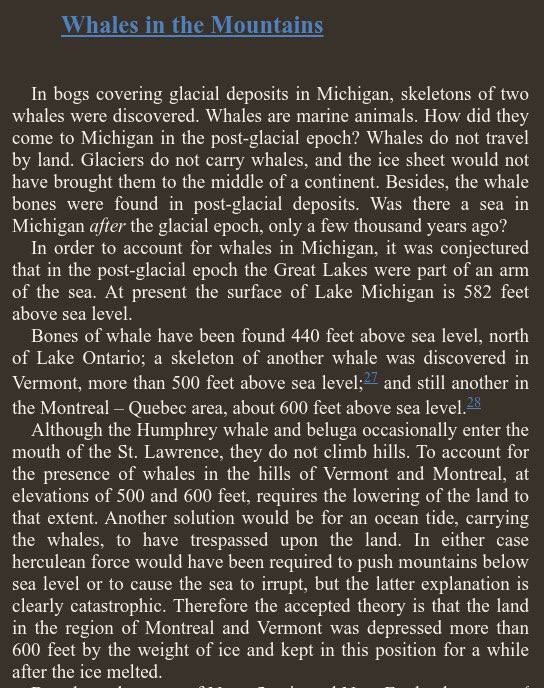 Whales in the Mountains
In bogs covering glacial deposits in Michigan, skeletons of two
whales were discovered. Whales are marine animals. How did they
come to Michigan in the post-glacial epoch? Whales do not travel
by land. Glaciers do not carry whales, and the ice sheet would not
have brought them to the middle of a continent. Besides, the whale
bones were found in post-glacial deposits. Was there a sea in
Michigan after the glacial epoch, only a few thousand years ago?
In order to account for whales in Michigan, it was conjectured
that in the post-glacial epoch the Great Lakes were part of an arm
of the sea. At present the surface of Lake Michigan is 582 feet
above sea level.
Bones of whale have been found 440 feet above sea level, north
of Lake Ontario; a skeleton of another whale was discovered in
Vermont, more than 500 feet above sea level;27 and still another in
the Montreal – Quebec area, about 600 feet above sea level.28
Although the Humphrey whale and beluga occasionally enter the
mouth of the St. Lawrence, they do not climb hills. To account for
the presence of whales in the hills of Vermont and Montreal, at
elevations of 500 and 600 feet, requires the lowering of the land to
that extent. Another solution would be for an ocean tide, carrying
the whales, to have trespassed upon the land. In either case
herculean force would have been required to push mountains below
sea level or to cause the sea to irrupt, but the latter explanation is
clearly catastrophic. Therefore the accepted theory is that the land
in the region of Montreal and Vermont was depressed more than
600 feet by the weight of ice and kept in this position for a while
after the ice melted.